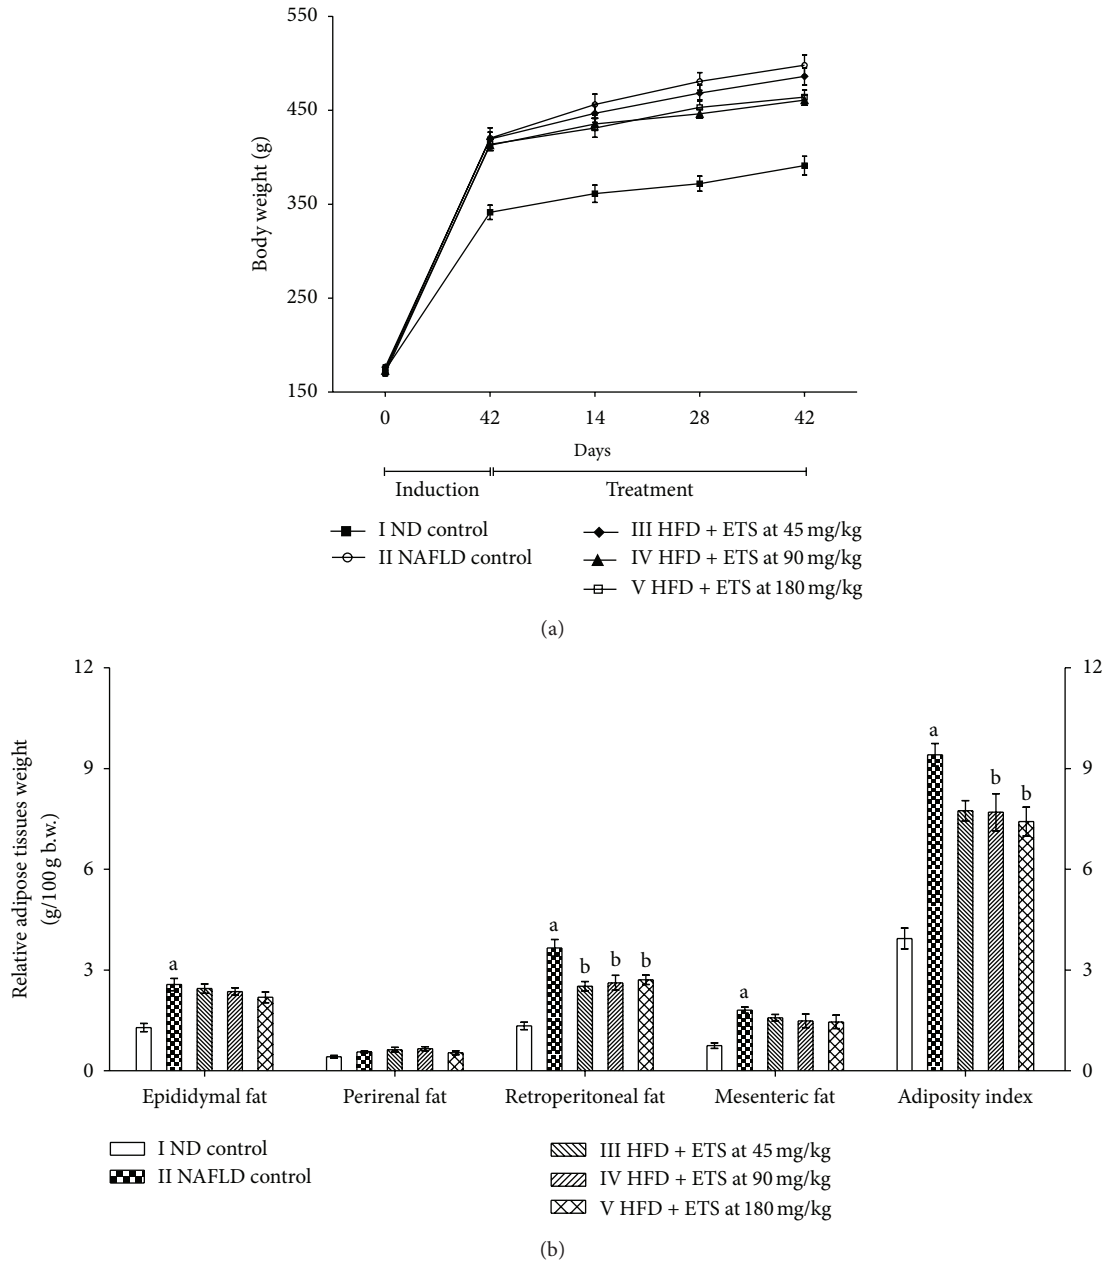 550
450
350
250
150
Body weight (g)
0 42 14 28 42
Days
Induction Treatment
I ND control
II NAFLD control
III HFD + ETS at 45 mg/kg
IV HFD + ETS at 90 mg/kg
V HFD + ETS at 180 mg/kg
(a)
12
9
6
3
0
Relative adipose tissues weight
(g/100 g b.w.)
12
9
6
3
0
a
a
b
b
b
a
a
b
b
Epididymal fat Perirenal fat Retroperitoneal fat Mesenteric fat Adiposity index
I ND control
II NAFLD control
III HFD + ETS at 45 mg/kg
IV HFD + ETS at 90 mg/kg
V HFD + ETS at 180 mg/kg
(b)